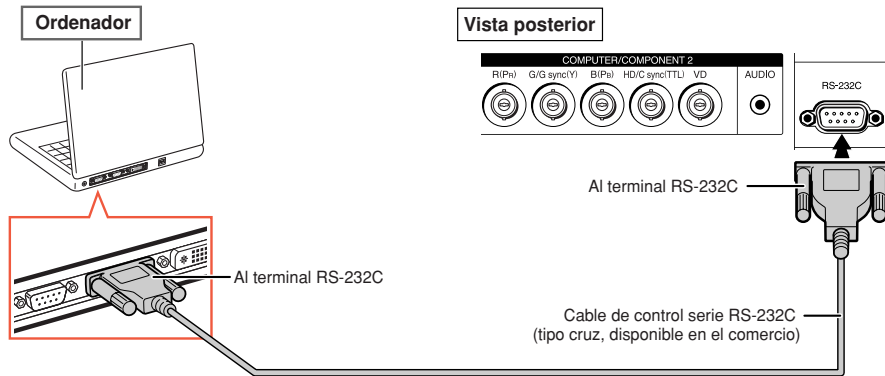 Ordenador
Vista posterior
COMPUTER/COMPONENT 2
R(PR) G/G sync(Y) B(PB) HD/C sync(TTL) VD
AUDIO
RS-232C
Al terminal RS-232C
Al terminal RS-232C
Cable de control serie RS-232C
(tipo cruz, disponible en el comercio)